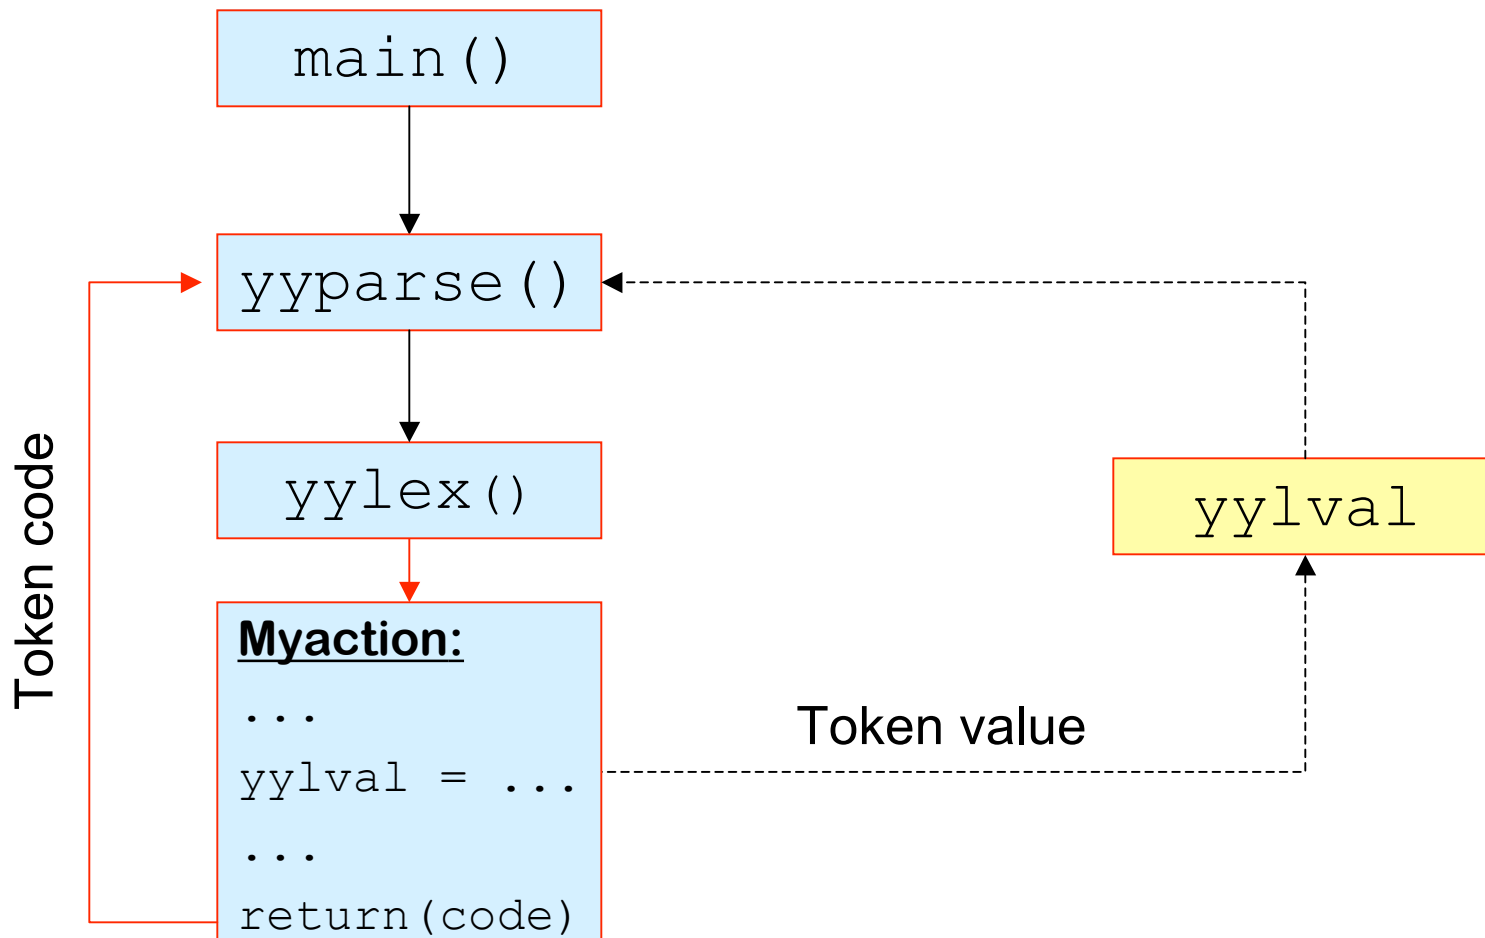 main()
yyparse()
Token code
yylex()
yylval
Myaction:
...
yylval = ...
...
return(code)
Token value